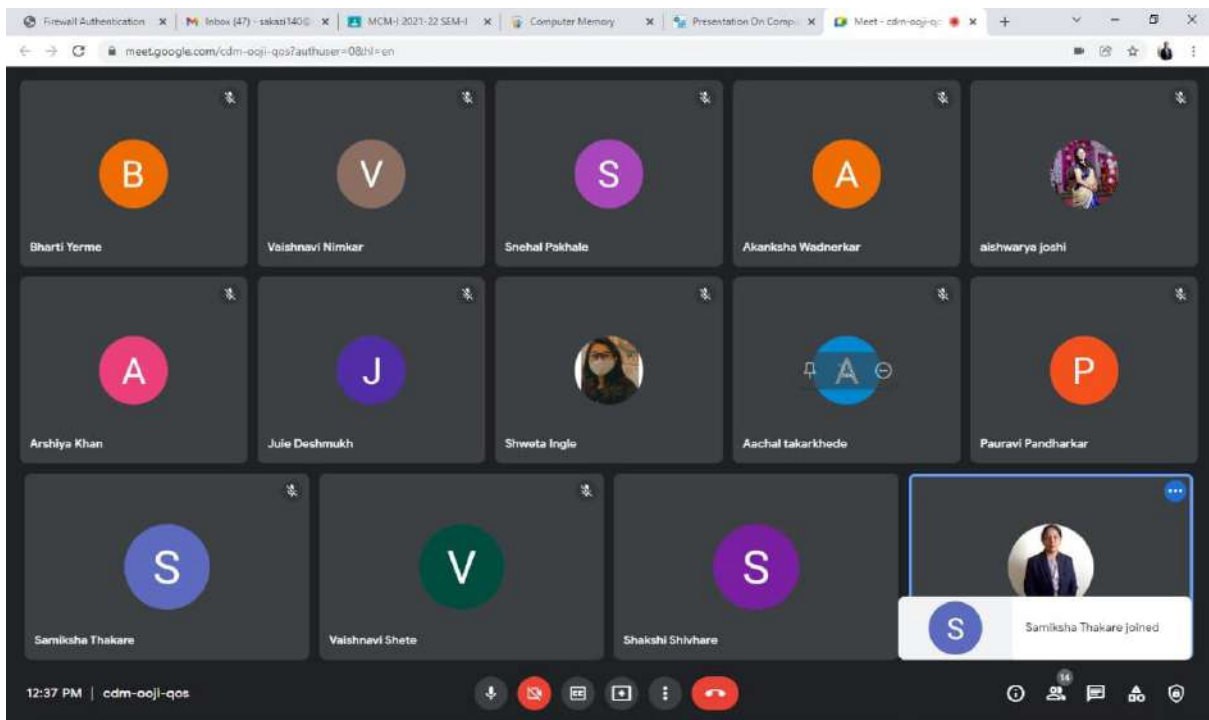 Firewall Authentication
Inbox (47) - sakasi140@
MCM-I 2021-22 SEM-I
Computer Memory
Presentation On Compu
Meet - cdm-ooji-qo
meet.google.com/cdm-ooji-qos?authuser=0&hl=en
B
V
S
A
Bharti Yerme
Vaishnavi Nimkar
Snehal Pakhale
Akanksha Wadnerkar
aishwarya joshi
A
J
A
P
Arshiya Khan
Juie Deshmukh
Shweta Ingle
Aachal takarkhede
Pauravi Pandharkar
S
V
S
Samiksha Thakare
Vaishnavi Shete
Shakshi Shivhare
S
Samiksha Thakare joined
12:37 PM | cdm-ooji-qos
14